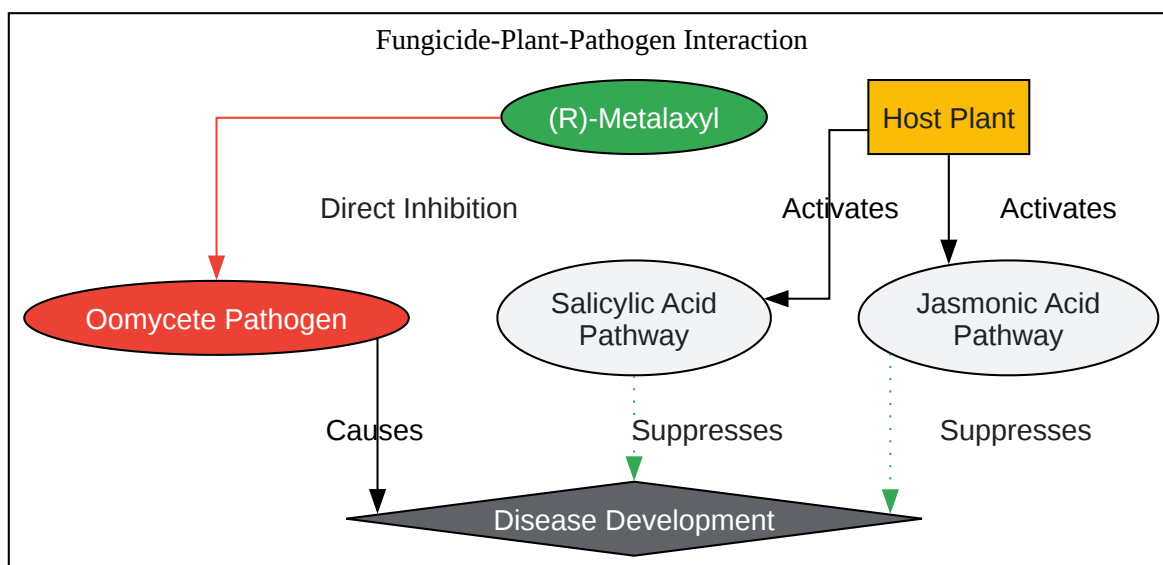 Fungicide-Plant-Pathogen Interaction
(R)-Metalaxyl
Host Plant
Direct Inhibition
Activates
Activates
Oomycete Pathogen
Salicylic Acid
Pathway
Jasmonic Acid
Pathway
Causes
Suppresses
Suppresses
Disease Development